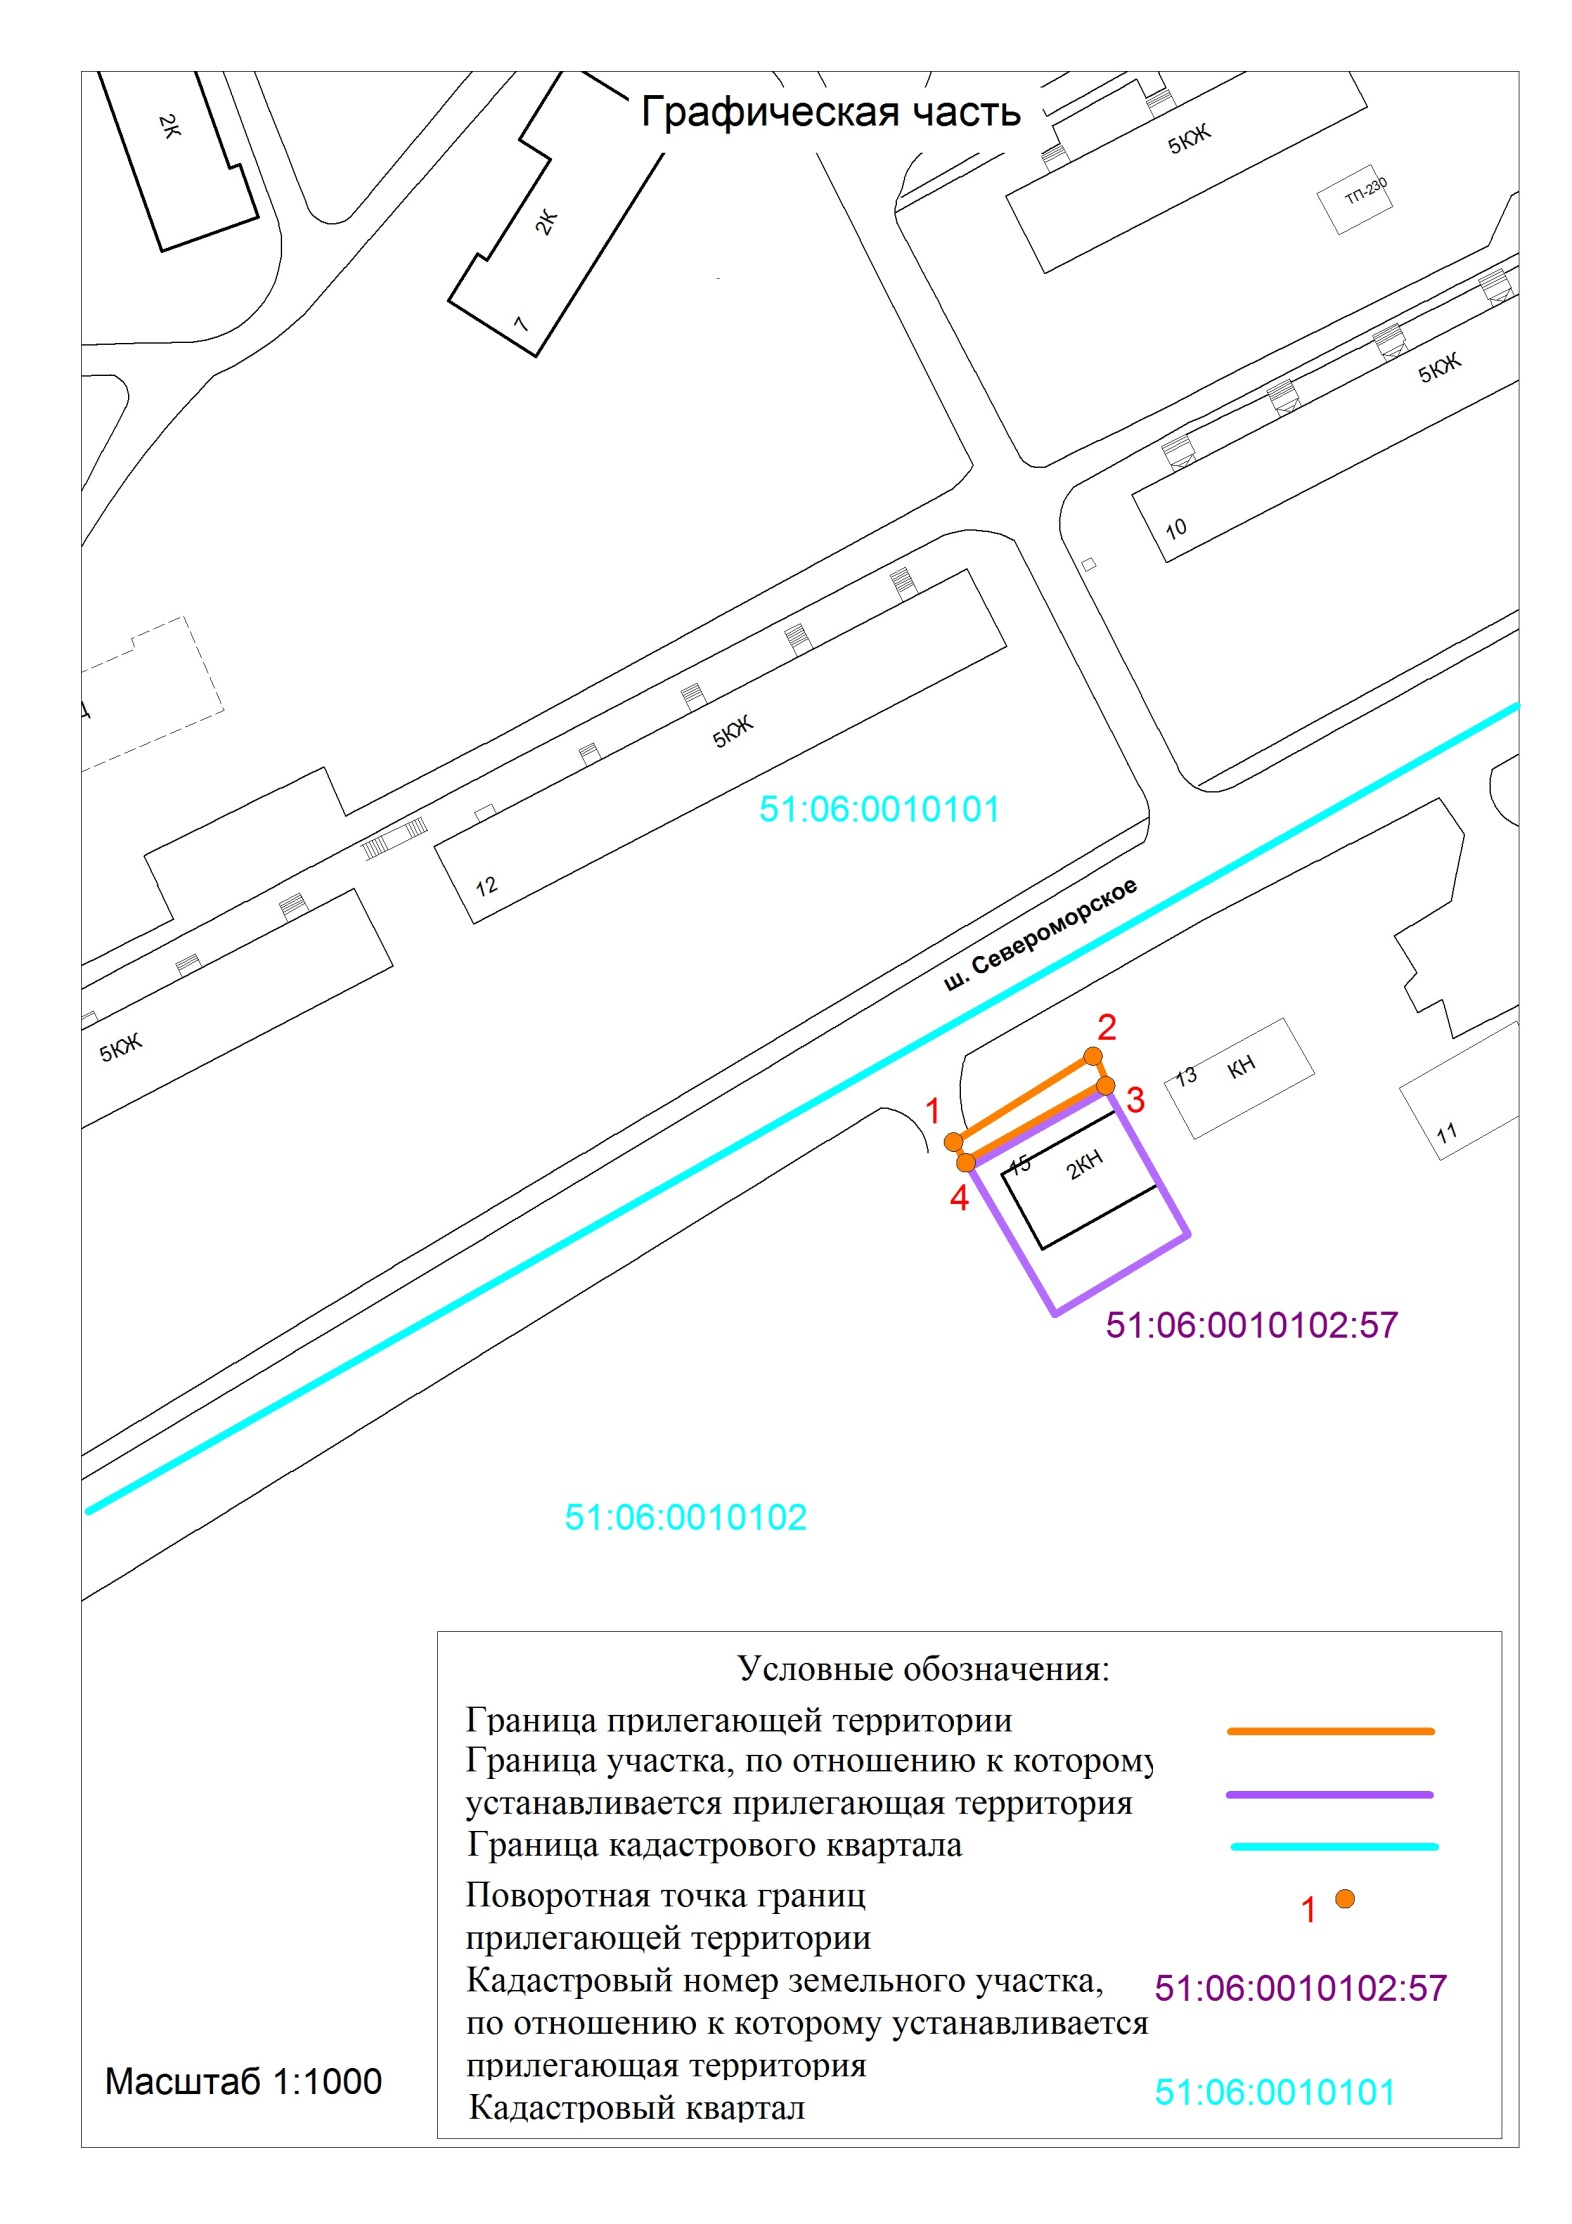 Графическая часть
2К
5КЖ
ТП-230
2К
7
5КЖ
10
5КЖ
51:06:0010101
12
ш. Североморское
5КЖ
2
13
КН
1
3
11
15
2КН
4
51:06:0010102:57
51:06:0010102
Условные обозначения:
Граница прилегающей территории
Граница участка, по отношению к которому
устанавливается прилегающая территория
Граница кадастрового квартала
Поворотная точка границ
прилегающей территории
1
Кадастровый номер земельного участка,
по отношению к которому устанавливается
прилегающая территория
51:06:0010102:57
Кадастровый квартал
51:06:0010101
Масштаб 1:1000